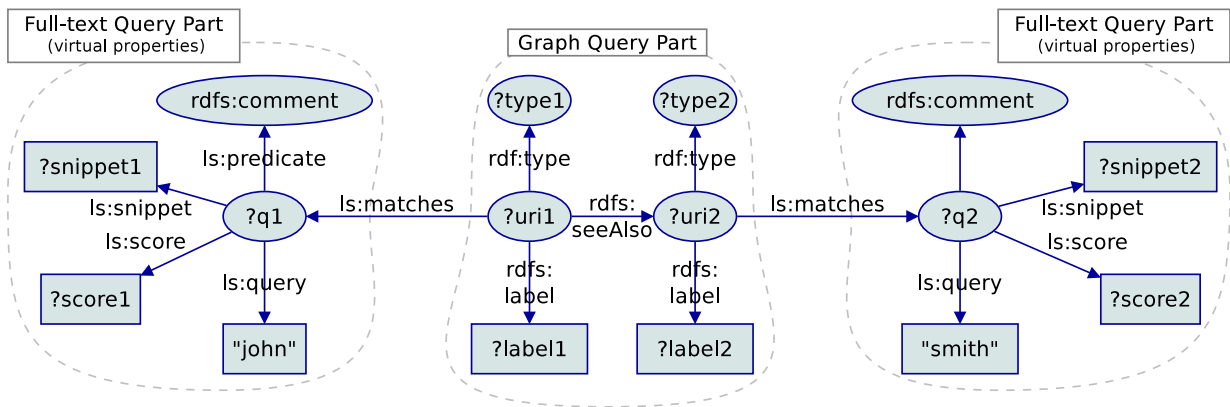 Full-text Query Part
(virtual properties)
Graph Query Part
Full-text Query Part
(virtual properties)
rdfs:comment
?type1
?type2
rdfs:comment
ls:predicate
rdf:type
rdf:type
?snippet1
?snippet2
ls:snippet
?q1
ls:matches
?uri1
rdfs:
seeAlso
?uri2
ls:matches
?q2
ls:snippet
ls:score
ls:score
ls:query
rdfs:
label
rdfs:
label
ls:query
?score1
?score2
"john"
?label1
?label2
"smith"